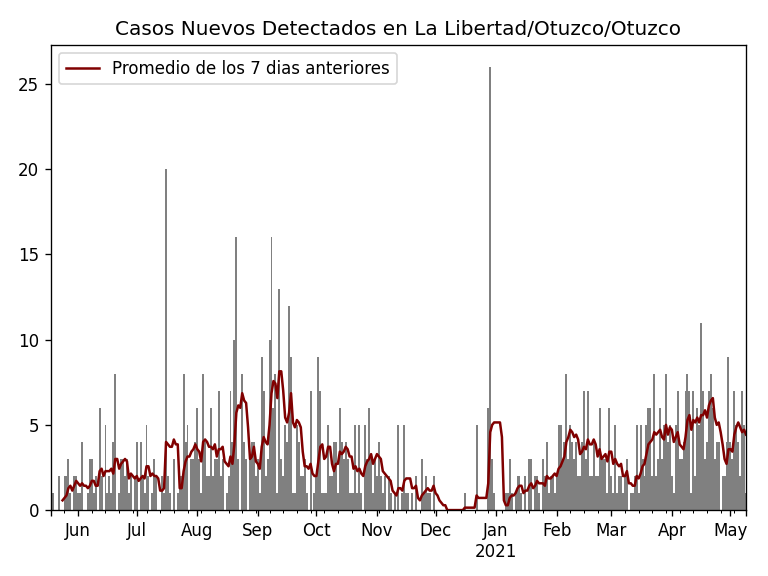 Casos Nuevos Detectados en La Libertad/Otuzco/Otuzco
Promedio de los 7 dias anteriores
25
20
15
10
5
0
Jun Jul Aug Sep Oct Nov Dec Jan Feb Mar Apr May
2021